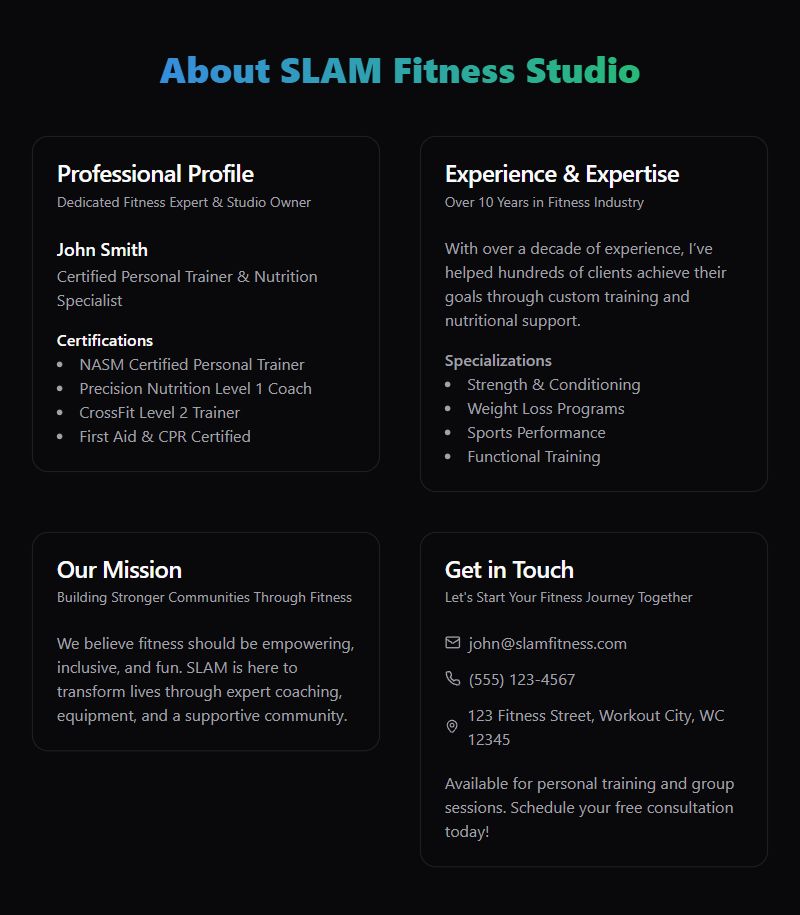 About SLAM Fitness Studio
Professional Profile
Dedicated Fitness Expert & Studio Owner
John Smith
Certified Personal Trainer & Nutrition
Specialist
Certifications
NASM Certified Personal Trainer
Precision Nutrition Level 1 Coach
CrossFit Level 2 Trainer
First Aid & CPR Certified
Experience & Expertise
Over 10 Years in Fitness Industry
With over a decade of experience, I’ve
helped hundreds of clients achieve their
goals through custom training and
nutritional support.
Specializations
Strength & Conditioning
Weight Loss Programs
Sports Performance
Functional Training
Our Mission
Building Stronger Communities Through Fitness
We believe fitness should be empowering,
inclusive, and fun. SLAM is here to
transform lives through expert coaching,
equipment, and a supportive community.
Get in Touch
Let's Start Your Fitness Journey Together
john@slamfitness.com
(555) 123-4567
123 Fitness Street, Workout City, WC
12345
Available for personal training and group
sessions. Schedule your free consultation
today!